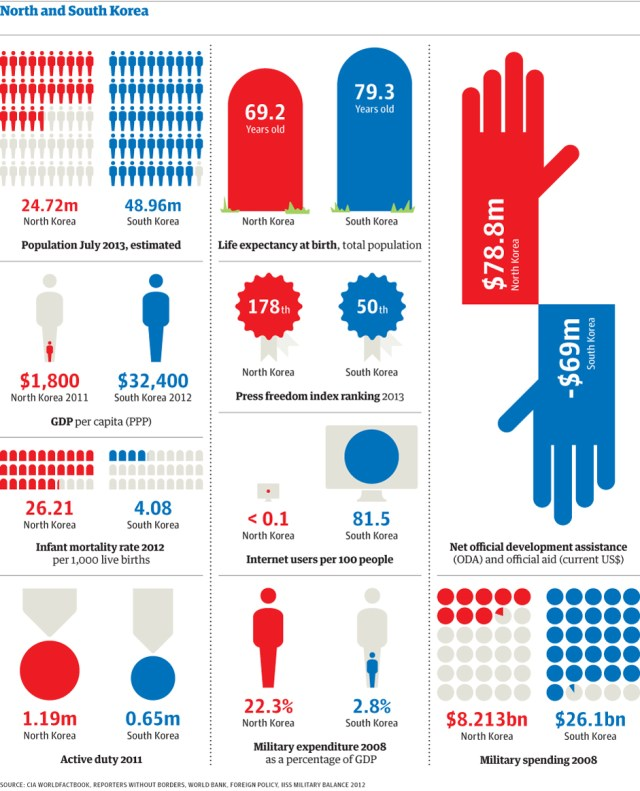 North and South Korea
24.72m
North Korea
48.96m
South Korea
Population July 2013, estimated
69.2
Years old
79.3
Years old
North Korea
South Korea
Life expectancy at birth, total population
$78.8m
North Korea
-$69m
South Korea
Net official development assistance
(ODA) and official aid (current US$)
$1,800
North Korea 2011
$32,400
South Korea 2012
GDP per capita (PPP)
178th
50th
North Korea
South Korea
Press freedom index ranking 2013
26.21
North Korea
4.08
South Korea
Infant mortality rate 2012
per 1,000 live births
< 0.1
North Korea
81.5
South Korea
Internet users per 100 people
1.19m
North Korea
0.65m
South Korea
Active duty 2011
22.3%
North Korea
2.8%
South Korea
Military expenditure 2008
as a percentage of GDP
$8.213bn
North Korea
$26.1bn
South Korea
Military spending 2008
SOURCE: CIA WORLDFACTBOOK, REPORTERS WITHOUT BORDERS, WORLD BANK, FOREIGN POLICY, IISS MILITARY BALANCE 2012